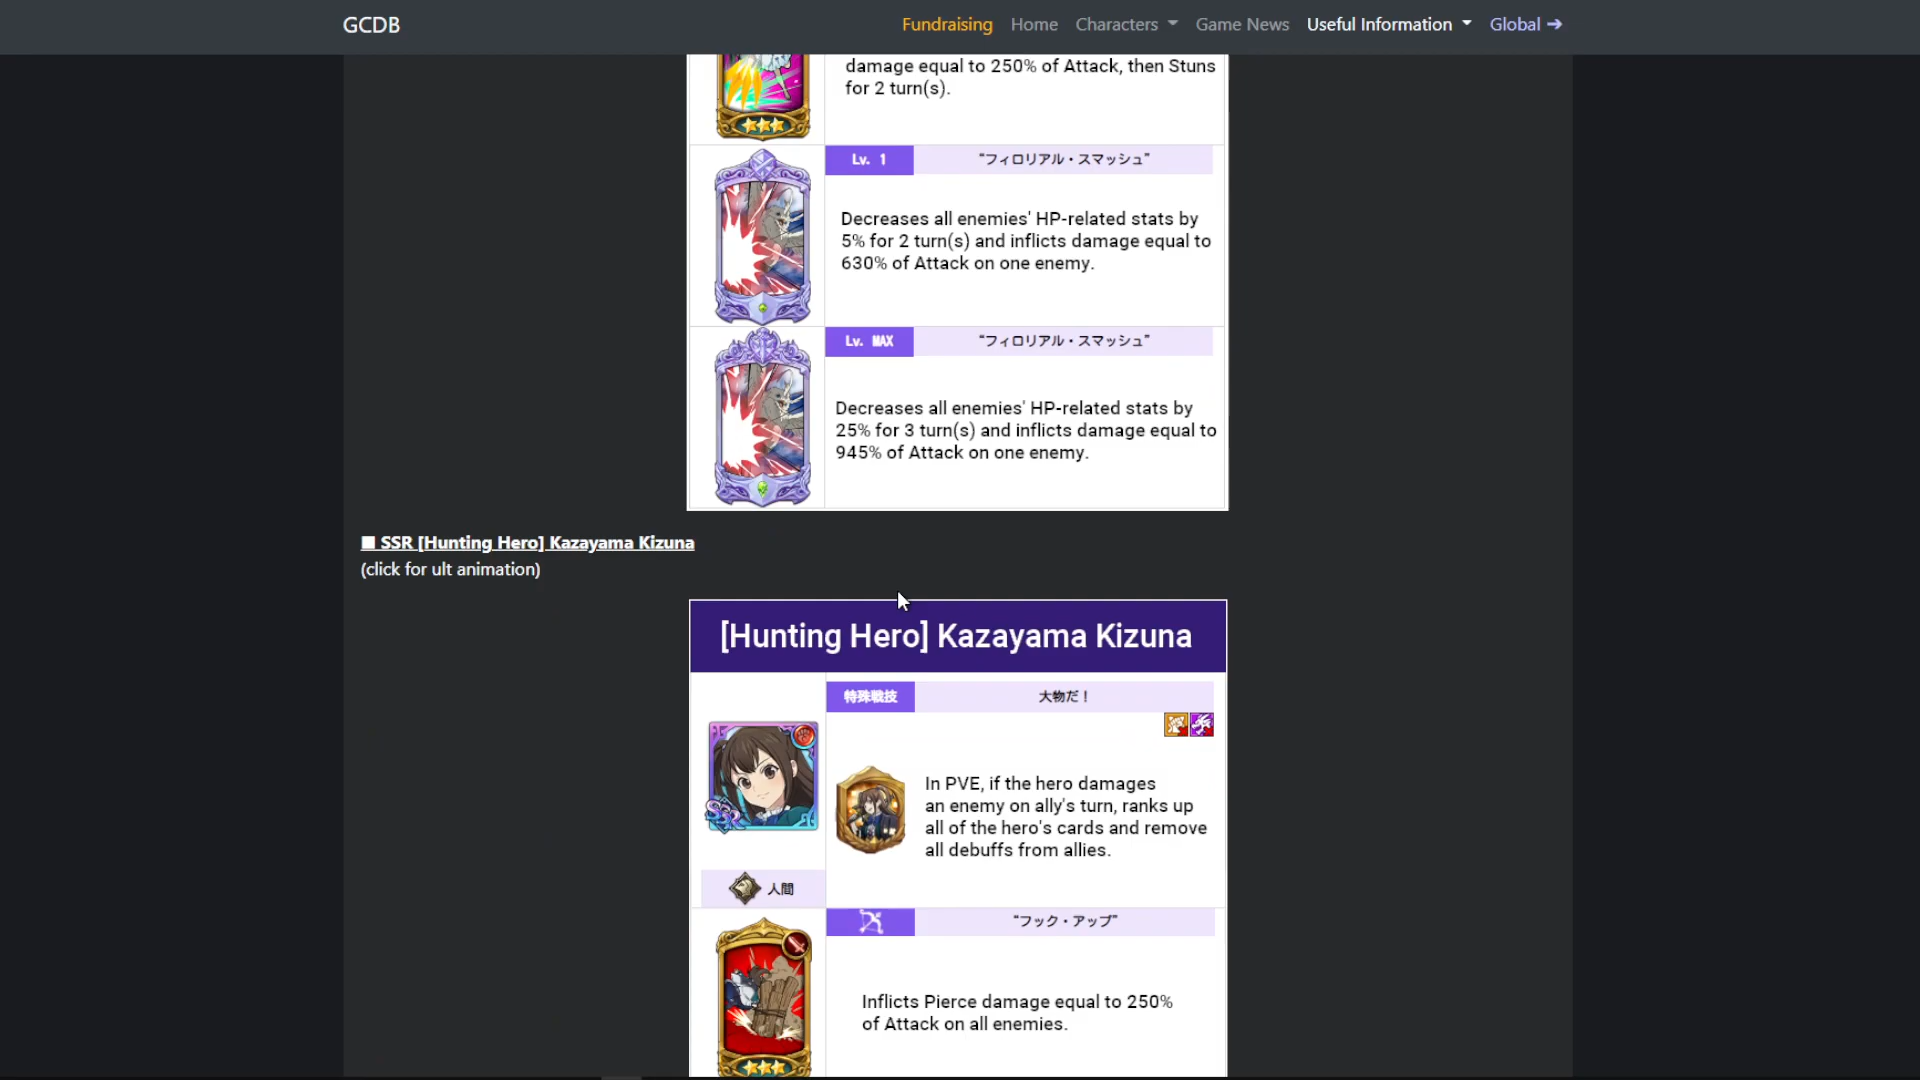 GCDB
Fundraising Home Characters Game News Useful Information Global →
damage equal to 250% of Attack, then Stuns
for 2 turn(s).
Lv. 1
“フィロリアル・スマッシュ”
Decreases all enemies' HP-related stats by
5% for 2 turn(s) and inflicts damage equal to
630% of Attack on one enemy.
Lv. MAX
“フィロリアル・スマッシュ”
Decreases all enemies' HP-related stats by
25% for 3 turn(s) and inflicts damage equal to
945% of Attack on one enemy.
■ SSR [Hunting Hero] Kazayama Kizuna
(click for ult animation)
[Hunting Hero] Kazayama Kizuna
特殊戦技
大物だ！
SSR
In PVE, if the hero damages
an enemy on ally's turn, ranks up
all of the hero's cards and remove
all debuffs from allies.
人間
“フック・アップ”
Inflicts Pierce damage equal to 250%
of Attack on all enemies.